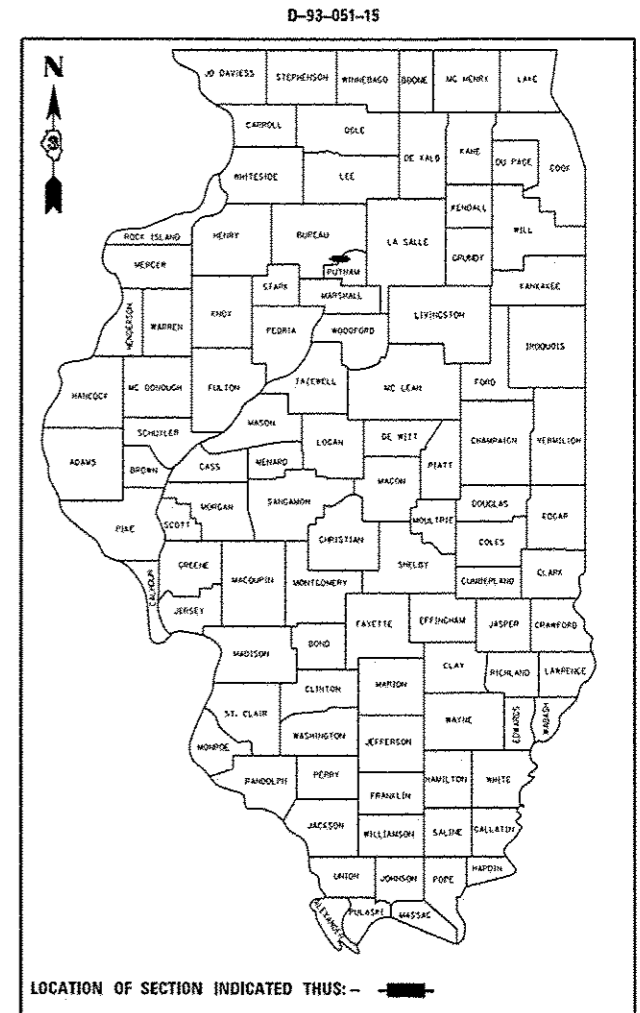 D-93-051-15
N
3
JO DAVIESS STEPHENSON WINNEBAGO BOONE MC HENRY LAKE
CARROLL OGLE
DE KALB KANE DU PAGE COOK
WHITESIDE LEE
KENDALL WILL
ROCK ISLAND HENRY BUREAU LA SALLE
MERCER PUTNAM GRUNDY
STARK MARSHALL KANKAKEE
HENDERSON WARREN KNOX PEORIA WOODFORD LIVINGSTON
IROQUOIS
HANCOCK MC DONOUGH FULTON TAZEWELL MC LEAN FORD
SCHUYLER MASON
LOGAN DE WITT CHAMPAIGN VERMILION
ADAMS BROWN CASS MENARD MACON PIATT
SANGAMON DOUGLAS
PIKE SCOTT MORGAN CHRISTIAN MOULTRIE COLES EDGAR
CALHOUN GREENE MACOUPIN MONTGOMERY SHELBY CUMBERLAND CLARK
JERSEY
FAYETTE EFFINGHAM JASPER CRAWFORD
MADISON BOND
CLAY RICHLAND LAWRENCE
CLINTON MARION
ST. CLAIR WAYNE EDWARDS WABASH
MONROE WASHINGTON JEFFERSON
RANDOLPH PERRY HAMILTON WHITE
FRANKLIN
JACKSON WILLIAMSON SALINE GALLATIN
UNION JOHNSON POPE HARDIN
ALEXANDER PULASKI MASSAC
LOCATION OF SECTION INDICATED THUS: -